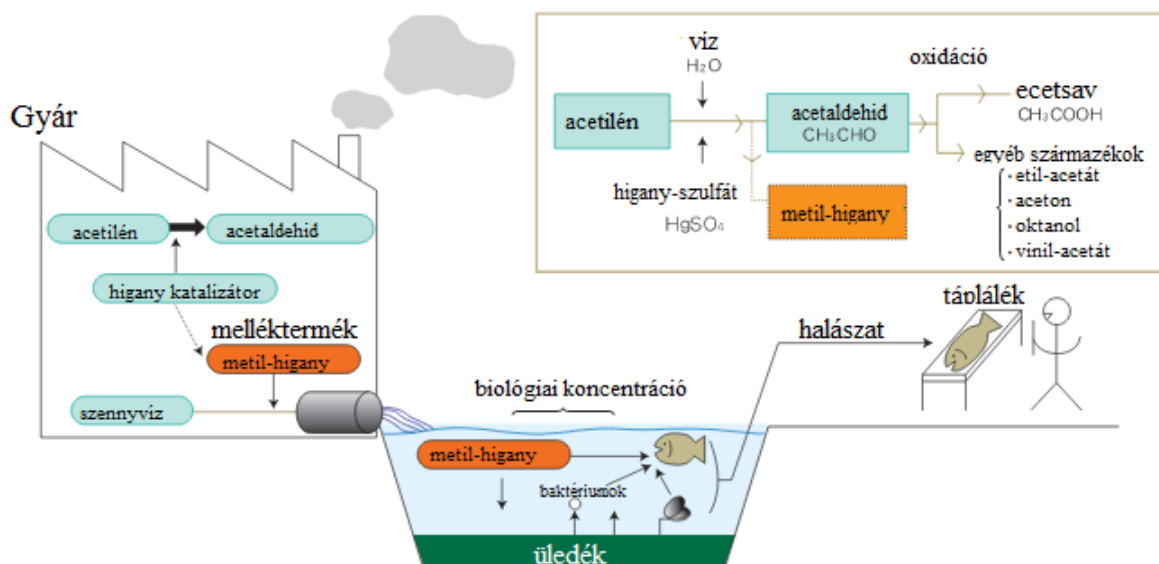 Gyár
acetilén
acetaldehid
higany katalizátor
melléktermék
metil-higany
szennyvíz
víz
H₂O
acetilén
higany-szulfát
HgSO₄
acetaldehid
CH₃CHO
metil-higany
oxidáció
ecetsav
CH₃COOH
egyéb származékok
· etil-acetát
· aceton
· oktanol
· vinil-acetát
biológiai koncentráció
metil-higany
baktériumok
üledék
halászat
táplálék